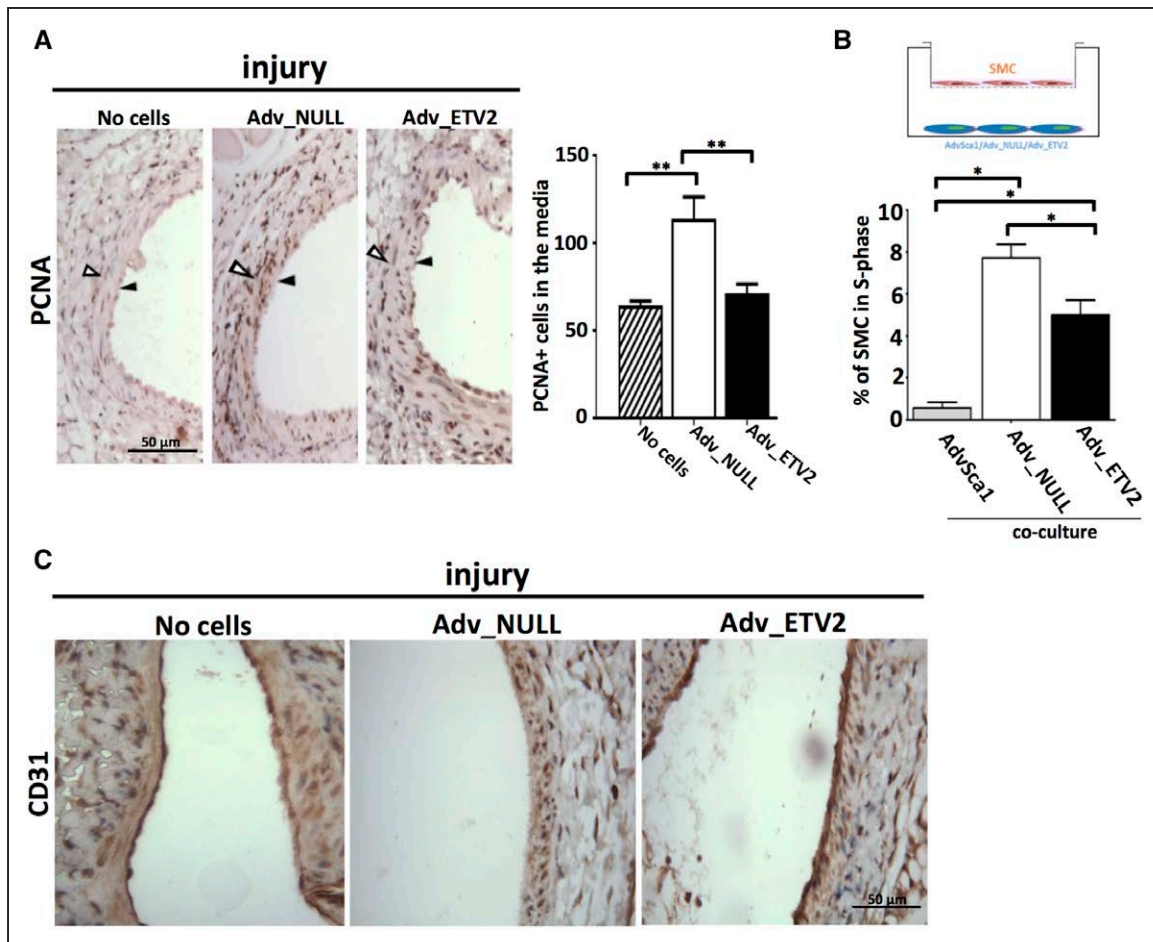 A
injury
No cells Adv_NULL Adv_ETV2
PCNA
50 µm
PCNA+ cells in the media
150
100
50
0
** **
No cells
Adv_NULL
Adv_ETV2
B
SMC
AdvSca1/Adv_NULL/Adv_ETV2
% of SMC in S-phase
10
8
6
4
2
0
*
*
*
AdvSca1
Adv_NULL
Adv_ETV2
co-culture
C
injury
No cells Adv_NULL Adv_ETV2
CD31
50 µm